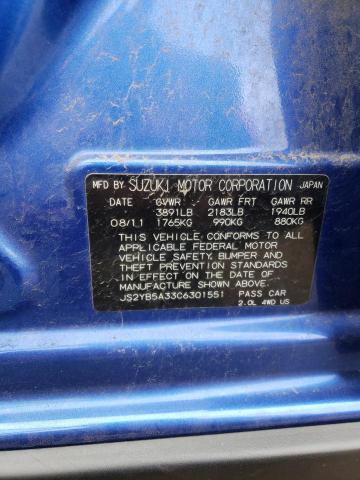 MFD BY SUZUKI MOTOR CORPORATION JAPAN
DATE GVWR GAWR FRT GAWR RR
3891LB 2183LB 1940LB
08/11 1765KG 990KG 880KG
THIS VEHICLE CONFORMS TO ALL
APPLICABLE FEDERAL MOTOR
VEHICLE SAFETY, BUMPER AND
THEFT PREVENTION STANDARDS
IN EFFECT ON THE DATE OF
MANUFACTURE SHOWN ABOVE.
JS2YB5A33C6301551 PASS CAR
2.0L 4WD US